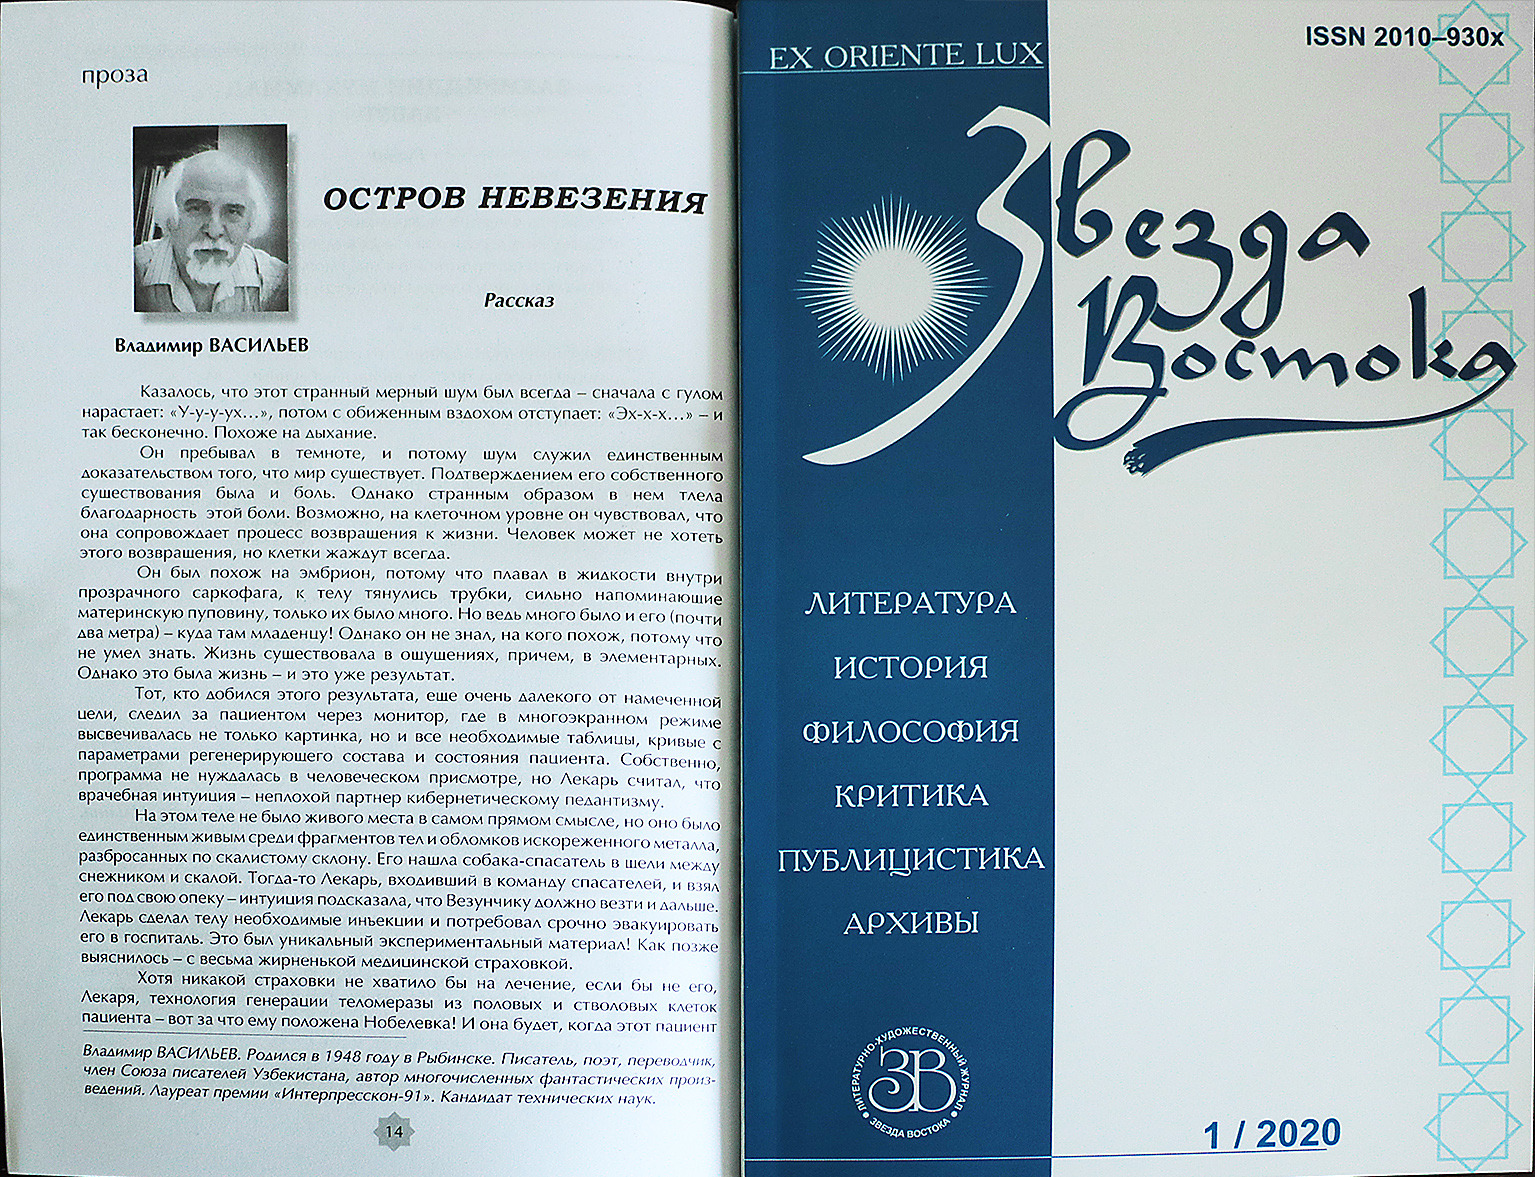 проза
ОСТРОВ НЕВЕЗЕНИЯ
Рассказ
Владимир ВАСИЛЬЕВ
Казалось, что этот странный мерный шум был всегда – сначала с гулом
нарастает: «У-у-у-ух...», потом с обиженным вздохом отступает: «Эх-х-х...» – и
так бесконечно. Похоже на дыхание.
Он пребывал в темноте, и потому шум служил единственным
доказательством того, что мир существует. Подтверждением его собственного
существования была и боль. Однако странным образом в нем тлела
благодарность этой боли. Возможно, на клеточном уровне он чувствовал, что
она сопровождает процесс возвращения к жизни. Человек может не хотеть
этого возвращения, но клетки жаждут всегда.
Он был похож на эмбрион, потому что плавал в жидкости внутри
прозрачного саркофага, к телу тянулись трубки, сильно напоминающие
материнскую пуповину, только их было много. Но ведь много было и его (почти
два метра) – куда там младенцу! Однако он не знал, на кого похож, потому что
не умел знать. Жизнь существовала в ощущениях, причем, в элементарных.
Однако это была жизнь – и это уже результат.
Тот, кто добился этого результата, еще очень далекого от намеченной
цели, следил за пациентом через монитор, где в многоэкранном режиме
высвечивалась не только картинка, но и все необходимые таблицы, кривые с
параметрами регенерирующего состава и состояния пациента. Собственно,
программа не нуждалась в человеческом присмотре, но Лекарь считал, что
врачебная интуиция – неплохой партнер кибернетическому педантизму.
На этом теле не было живого места в самом прямом смысле, но оно было
единственным живым среди фрагментов тел и обломков искореженного металла,
разбросанных по скалистому склону. Его нашла собака-спасатель в щели между
снежником и скалой. Тогда-то Лекарь, входивший в команду спасателей, и взял
его под свою опеку – интуиция подсказала, что Везунчику должно везти и дальше.
Лекарь сделал телу необходимые инъекции и потребовал срочно эвакуировать
его в госпиталь. Это был уникальный экспериментальный материал! Как позже
выяснилось – с весьма жирненькой медицинской страховкой.
Хотя никакой страховки не хватило бы на лечение, если бы не его,
Лекаря, технология генерации теломеразы из половых и стволовых клеток
пациента – вот за что ему положена Нобелевка! И она будет, когда этот пациент
Владимир ВАСИЛЬЕВ. Родился в 1948 году в Рыбинске. Писатель, поэт, переводчик,
член Союза писателей Узбекистана, автор многочисленных фантастических произ-
ведений. Лауреат премии «Интерпресскон-91». Кандидат технических наук.
14
EX ORIENTE LUX
ISSN 2010–930x
Звезда
Востока
ЛИТЕРАТУРА
ИСТОРИЯ
ФИЛОСОФИЯ
КРИТИКА
ПУБЛИЦИСТИКА
АРХИВЫ
ЛИТЕРАТУРНО-ХУДОЖЕСТВЕННЫЙ ЖУРНАЛ
ЗВ
ЗВЕЗДА ВОСТОКА
1 / 2020